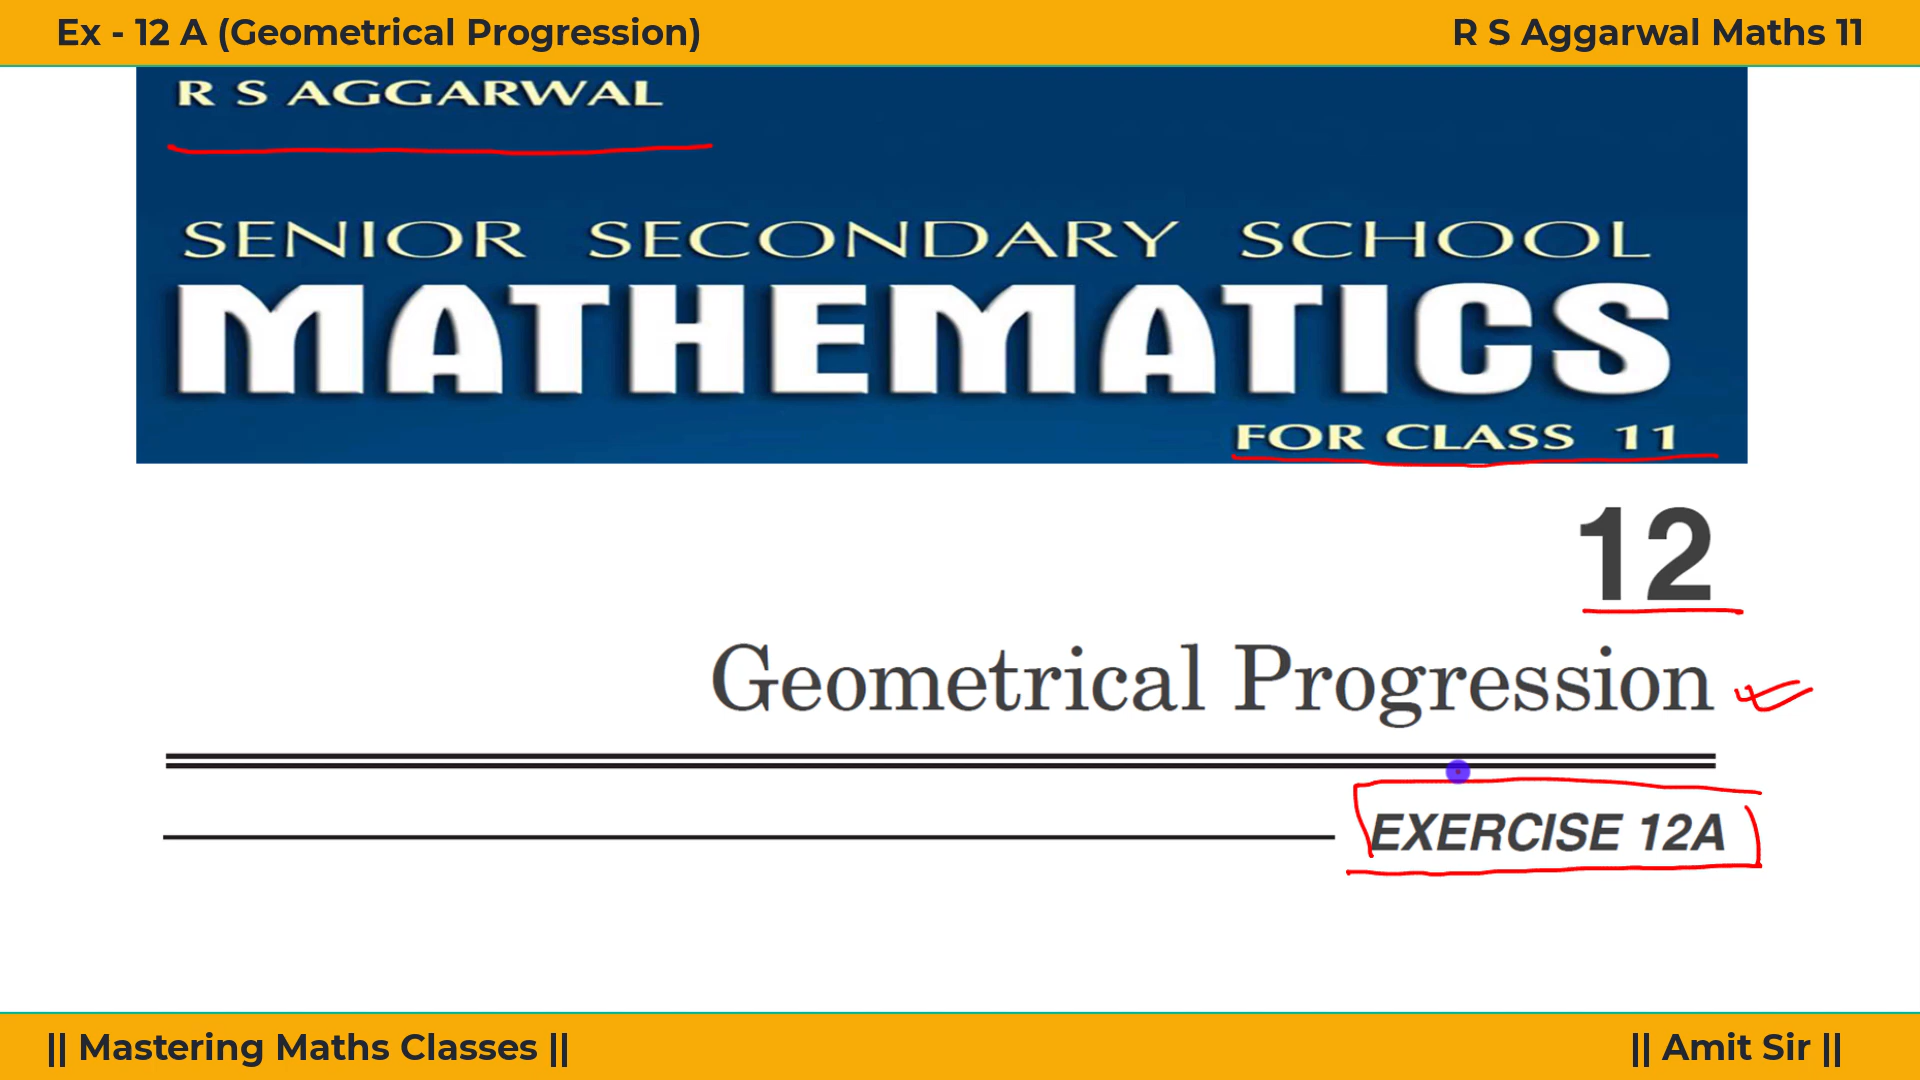 Ex - 12 A (Geometrical Progression)
R S Aggarwal Maths 11
R S AGGARWAL
SENIOR SECONDARY SCHOOL
MATHEMATICS
FOR CLASS 11
12
Geometrical Progression
EXERCISE 12A
|| Mastering Maths Classes ||
|| Amit Sir ||